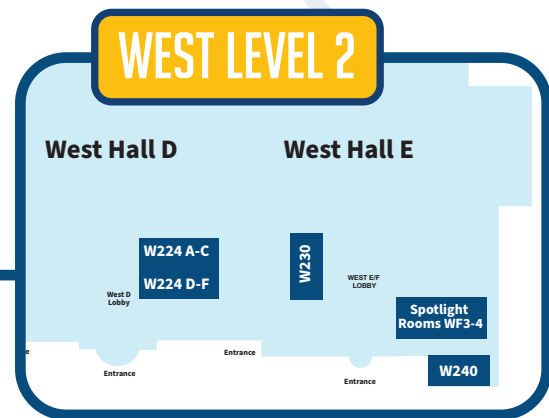 WEST LEVEL 2
West Hall D
West Hall E
W224 A-C
W224 D-F
W230
West D
Lobby
WEST E/F
LOBBY
Spotlight
Rooms WF3-4
W240
Entrance
Entrance
Entrance